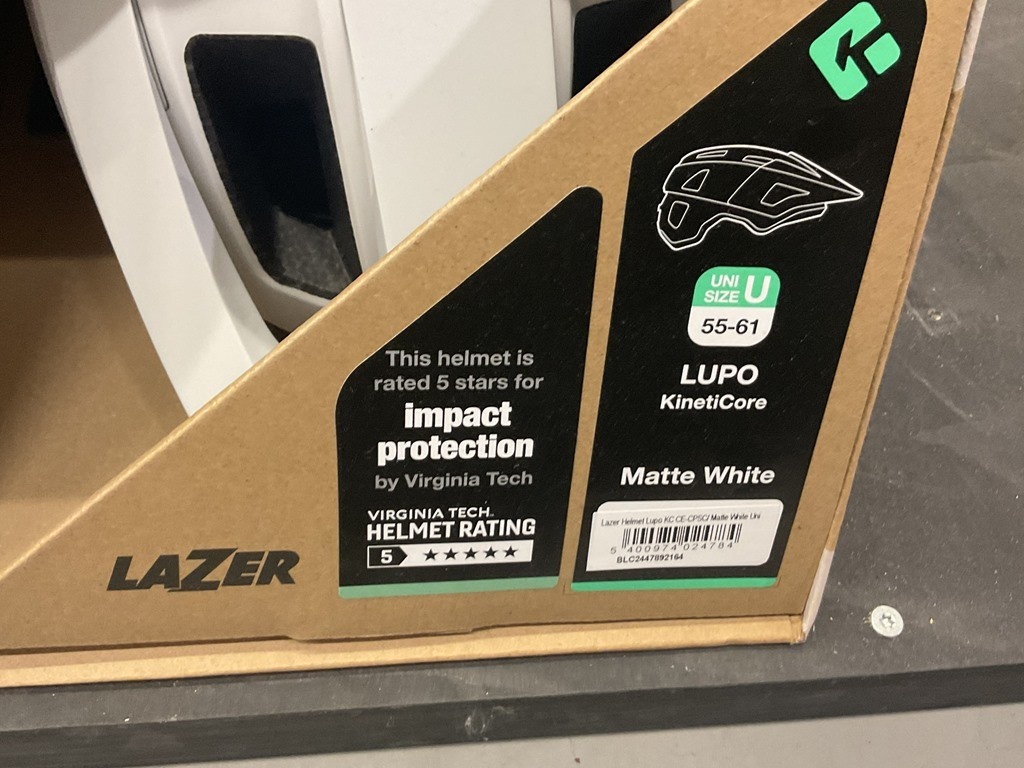 LAZER
This helmet is
rated 5 stars for
impact
protection
by Virginia Tech
VIRGINIA TECH™
HELMET RATING
5 ★★★★★
UNI
SIZE U
55-61
LUPO
KinetiCore
Matte White
Lazer Helmet Lupo KC CE-CPSC/ Matte White Uni
5 400974 024784
BLC2447892164